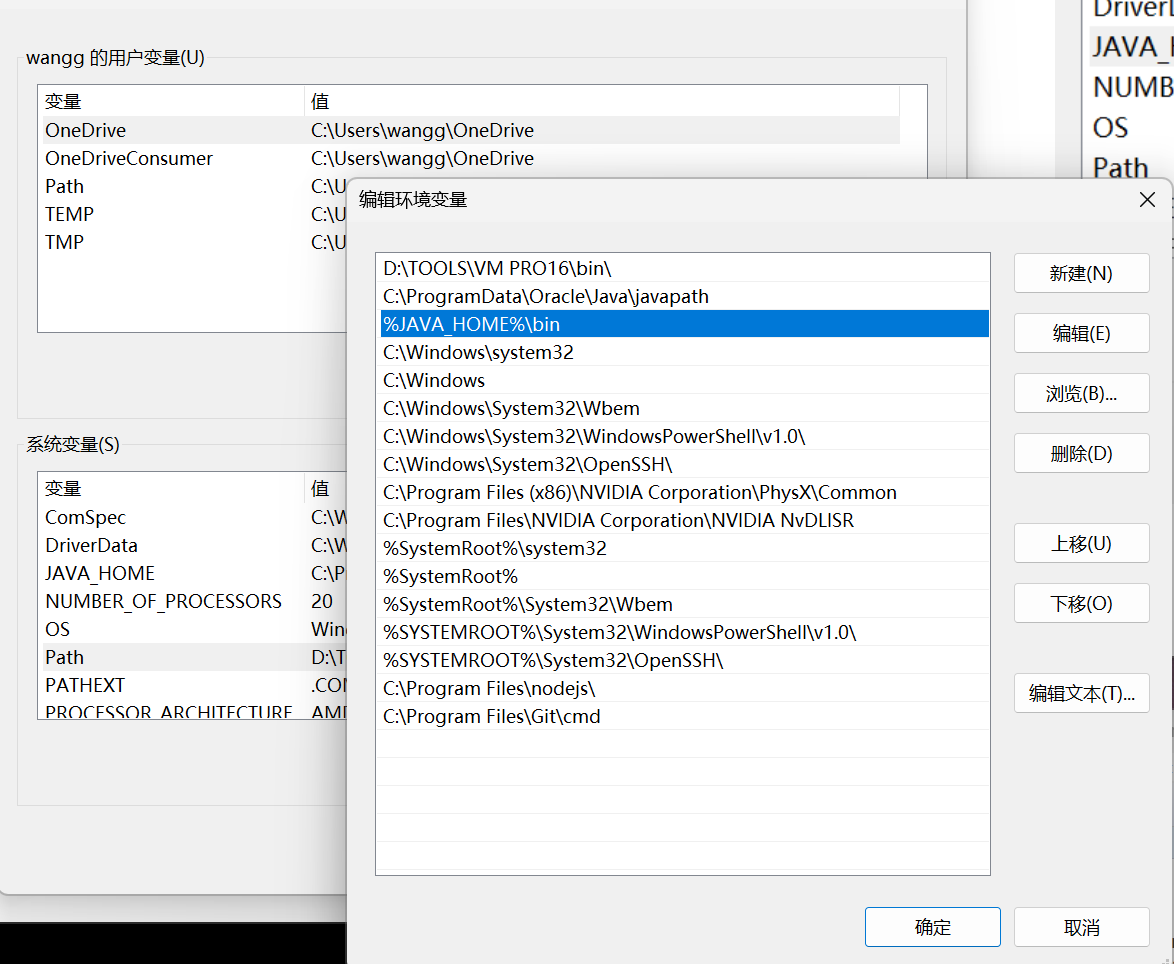 wangg 的用户变量(U)
变量 值
OneDrive C:\Users\wangg\OneDrive
OneDriveConsumer C:\Users\wangg\OneDrive
Path C:\U
TEMP C:\U
TMP C:\U
系统变量(S)
变量 值
ComSpec C:\W
DriverData C:\W
JAVA_HOME C:\P
NUMBER_OF_PROCESSORS 20
OS Win
Path D:\T
PATHEXT .COM
PROCESSOR_ARCHITECTURE AMD
DriverD
JAVA_H
NUMBE
OS
Path
编辑环境变量
D:\TOOLS\VM PRO16\bin\
C:\ProgramData\Oracle\Java\javapath
%JAVA_HOME%\bin
C:\Windows\system32
C:\Windows
C:\Windows\System32\Wbem
C:\Windows\System32\WindowsPowerShell\v1.0\
C:\Windows\System32\OpenSSH\
C:\Program Files (x86)\NVIDIA Corporation\PhysX\Common
C:\Program Files\NVIDIA Corporation\NVIDIA NvDLISR
%SystemRoot%\system32
%SystemRoot%
%SystemRoot%\System32\Wbem
%SYSTEMROOT%\System32\WindowsPowerShell\v1.0\
%SYSTEMROOT%\System32\OpenSSH\
C:\Program Files\nodejs\
C:\Program Files\Git\cmd
新建(N)
编辑(E)
浏览(B)...
删除(D)
上移(U)
下移(O)
编辑文本(T)...
确定
取消